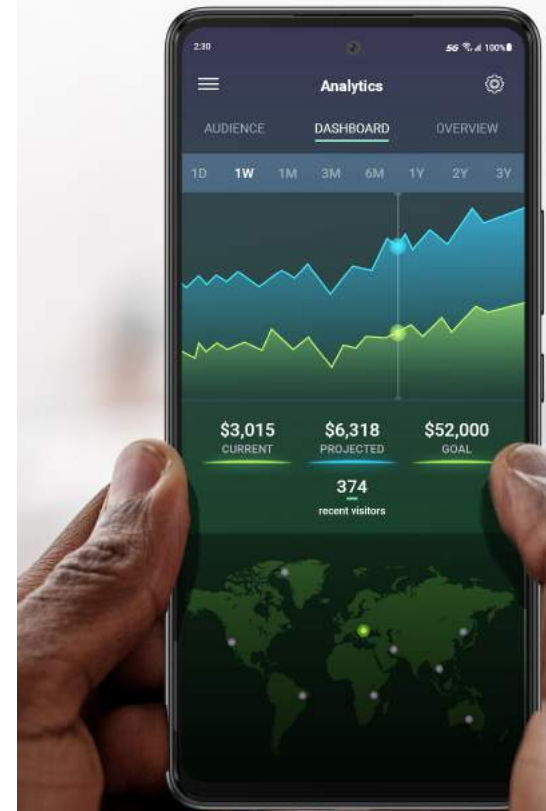 2:30 5G 100%
Analytics
AUDIENCE DASHBOARD OVERVIEW
1D 1W 1M 3M 6M 1Y 2Y 3Y
$3,015 $6,318 $52,000
CURRENT PROJECTED GOAL
374
recent visitors